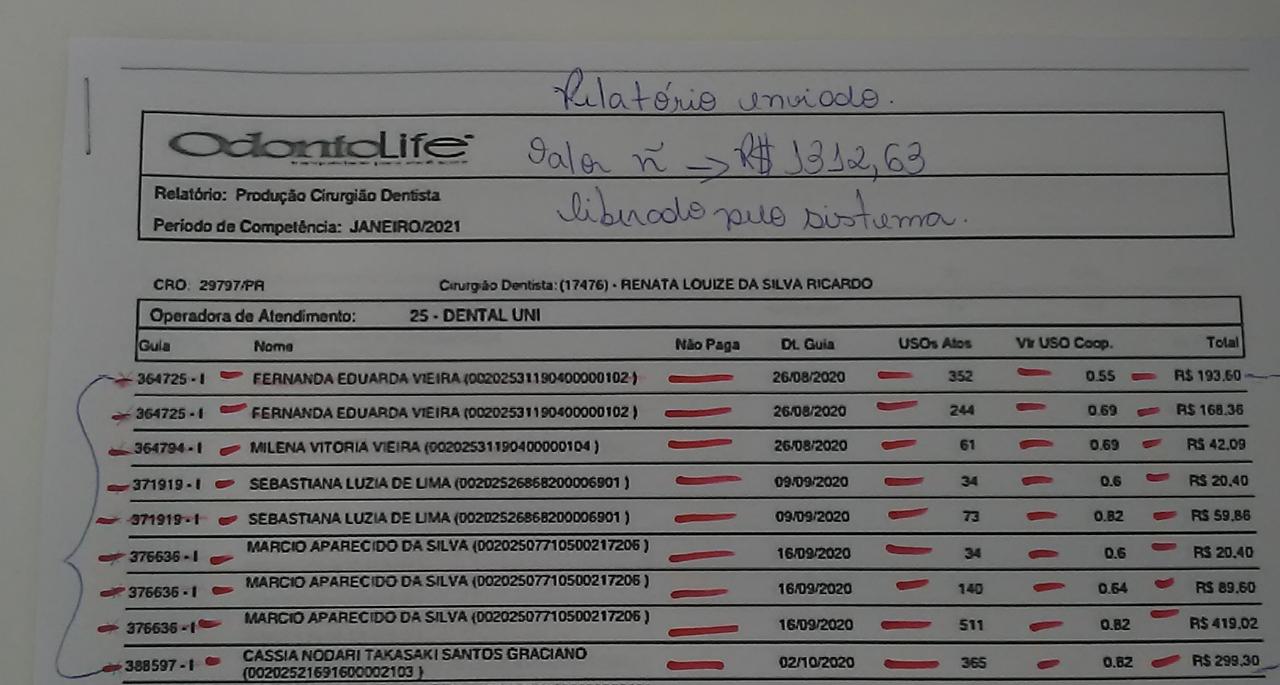 Relatório enviado.
OdontoLife
Valor ñ → R$ 1312,63
Relatório: Produção Cirurgião Dentista
liberado pelo sistema.
Período de Competência: JANEIRO/2021
CRO: 29797/PR Cirurgião Dentista: (17476) - RENATA LOUIZE DA SILVA RICARDO
Operadora de Atendimento: 25 - DENTAL UNI
Guia Nome Não Paga Dt. Guia USOs Atos Vlr USO Coop. Total
364725 - I FERNANDA EDUARDA VIEIRA (00202531190400000102 ) 26/08/2020 352 0.55 R$ 193,60
364725 - I FERNANDA EDUARDA VIEIRA (00202531190400000102 ) 26/08/2020 244 0.69 R$ 168,36
364794 - I MILENA VITORIA VIEIRA (00202531190400000104 ) 26/08/2020 61 0.69 R$ 42,09
371919 - I SEBASTIANA LUZIA DE LIMA (00202526868200006901 ) 09/09/2020 34 0.6 R$ 20,40
371919 - I SEBASTIANA LUZIA DE LIMA (00202526868200006901 ) 09/09/2020 73 0.82 R$ 59,86
376636 - I MARCIO APARECIDO DA SILVA (00202507710500217206 ) 16/09/2020 34 0.6 R$ 20,40
376636 - I MARCIO APARECIDO DA SILVA (00202507710500217206 ) 16/09/2020 140 0.64 R$ 89,60
376636 - I MARCIO APARECIDO DA SILVA (00202507710500217206 ) 16/09/2020 511 0.82 R$ 419,02
388597 - I CASSIA NODARI TAKASAKI SANTOS GRACIANO 02/10/2020 365 0.82 R$ 299,30
(00202521691600002103 )